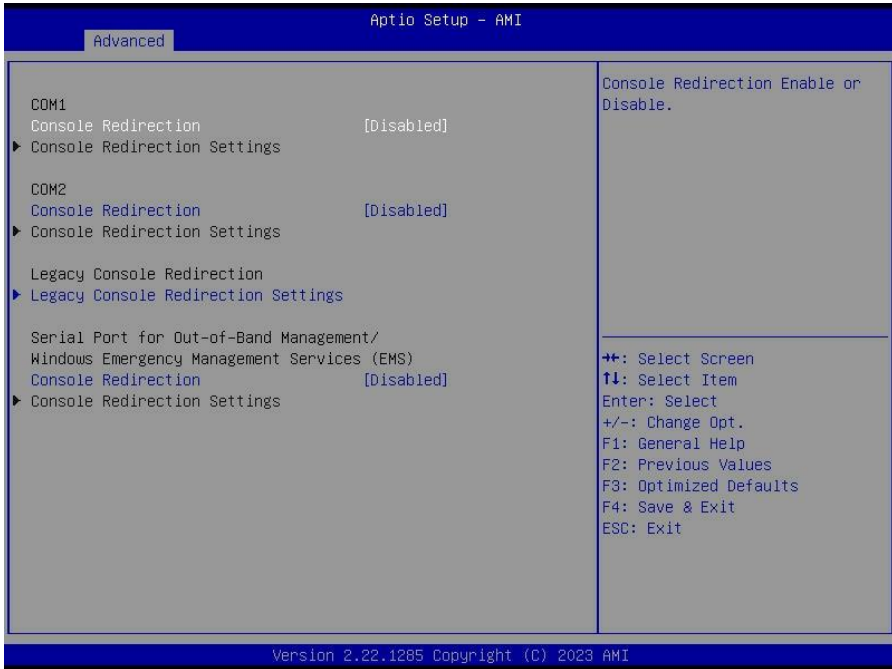 Aptio Setup – AMI
Advanced
COM1
Console Redirection [Disabled]
▶ Console Redirection Settings
COM2
Console Redirection [Disabled]
▶ Console Redirection Settings
Legacy Console Redirection
▶ Legacy Console Redirection Settings
Serial Port for Out-of-Band Management/
Windows Emergency Management Services (EMS)
Console Redirection [Disabled]
▶ Console Redirection Settings
Console Redirection Enable or
Disable.
→←: Select Screen
↑↓: Select Item
Enter: Select
+/-: Change Opt.
F1: General Help
F2: Previous Values
F3: Optimized Defaults
F4: Save & Exit
ESC: Exit
Version 2.22.1285 Copyright (C) 2023 AMI